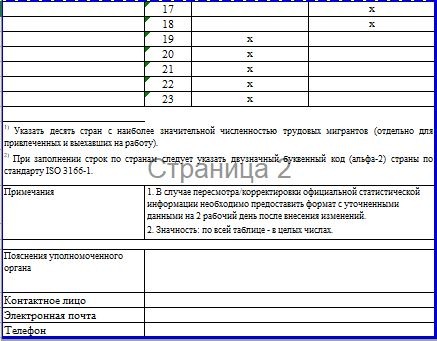 17 x
18 x
19 x
20 x
21 x
22 x
23 x
1) Указать десять стран с наиболее значительной численностью трудовых мигрантов (отдельно для
привлеченных и выехавших на работу).
2) При заполнении строк по странам следует указать двузначный буквенный код (альфа-2) страны по
стандарту ISO 3166-1.
Страница 2
Примечания
1. В случае пересмотра/корректировки официальной статистической
информации необходимо предоставить формат с уточненными
данными на 2 рабочий день после внесения изменений.
2. Значность: по всей таблице - в целых числах.
Пояснения уполномоченного
органа
Контактное лицо
Электронная почта
Телефон